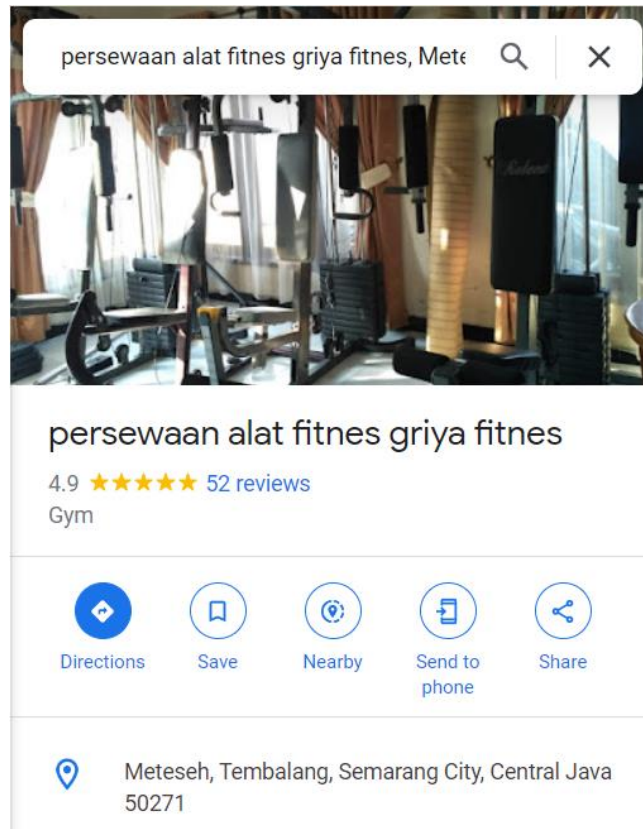 persewaan alat fitnes griya fitnes, Mete
persewaan alat fitnes griya fitnes
4.9 52 reviews
Gym
Directions
Save
Nearby
Send to
phone
Share
Meteseh, Tembalang, Semarang City, Central Java
50271